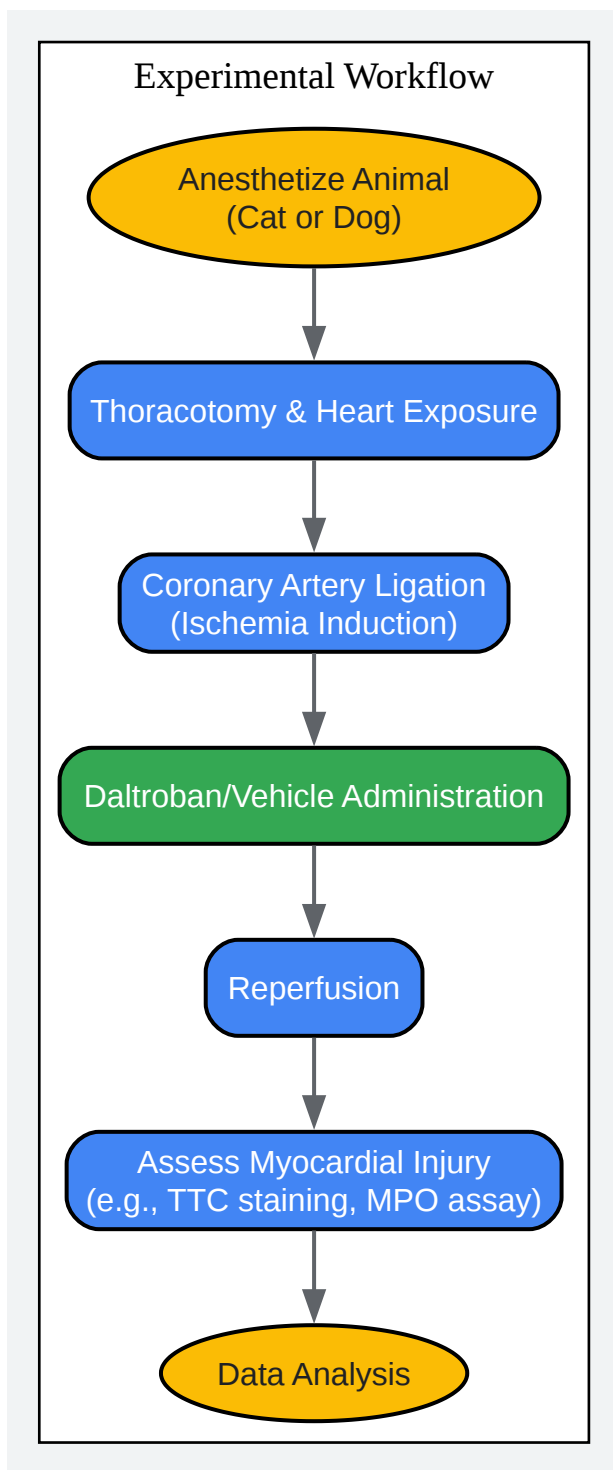 Experimental Workflow
Anesthetize Animal
(Cat or Dog)
Thoracotomy & Heart Exposure
Coronary Artery Ligation
(Ischemia Induction)
Daltroban/Vehicle Administration
Reperfusion
Assess Myocardial Injury
(e.g., TTC staining, MPO assay)
Data Analysis